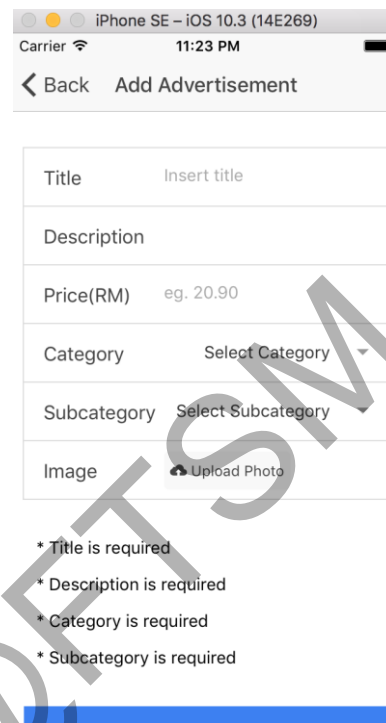 iPhone SE – iOS 10.3 (14E269)
Carrier 11:23 PM
Back Add Advertisement
Title Insert title
Description
Price(RM) eg. 20.90
Category Select Category
Subcategory Select Subcategory
Image Upload Photo
* Title is required
* Description is required
* Category is required
* Subcategory is required
FTSM